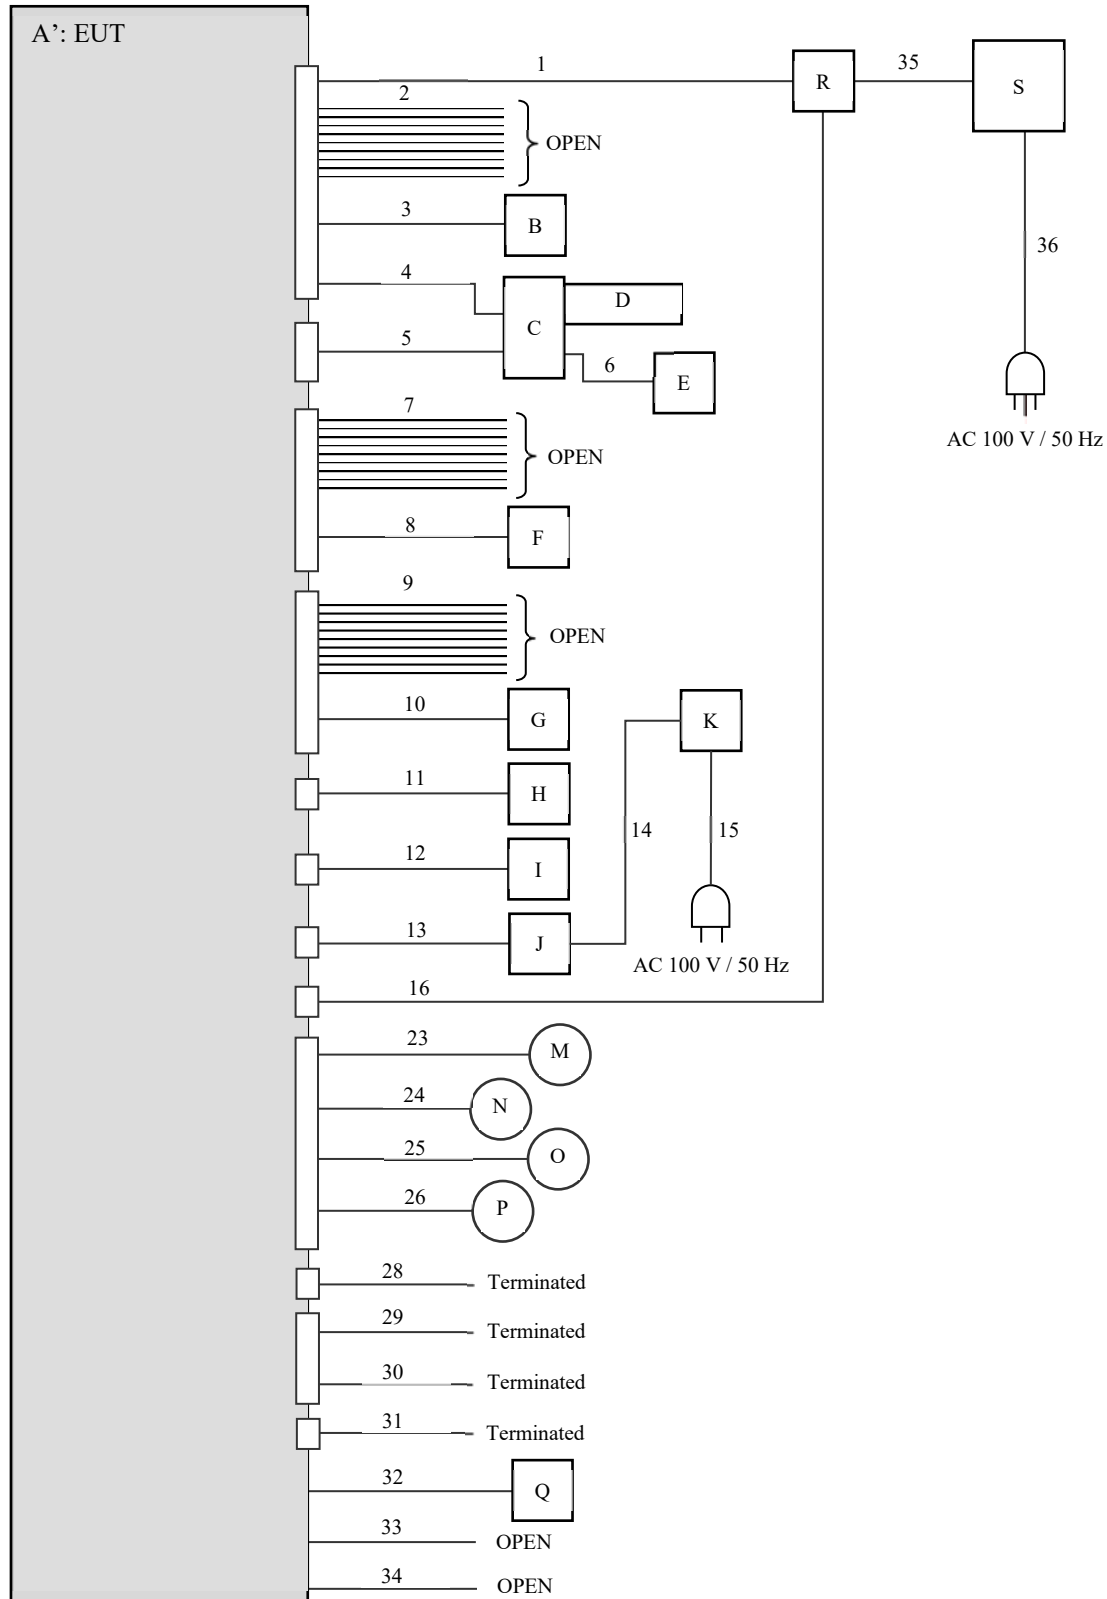 A’: EUT
1
R
35
S
2
OPEN
3
B
36
4
D
C
5
6
E
AC 100 V / 50 Hz
7
OPEN
8
F
9
OPEN
10
G
K
11
H
14
15
12
I
13
J
AC 100 V / 50 Hz
16
23
M
24
N
25
O
26
P
28
Terminated
29
Terminated
30
Terminated
31
Terminated
32
Q
33
OPEN
34
OPEN